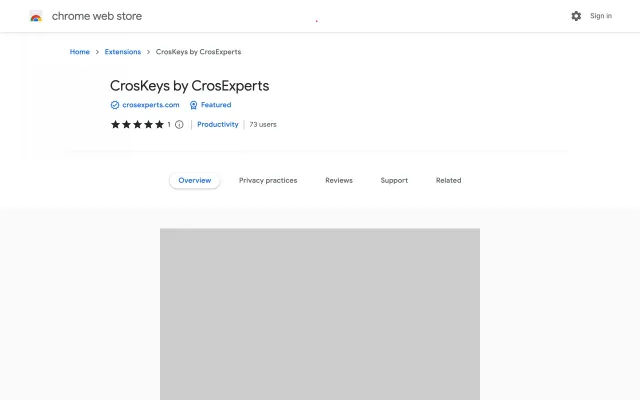 chrome web store
Sign in
Home > Extensions > CrosKeys by CrosExperts
CrosKeys by CrosExperts
crosexperts.com Featured
1 Productivity 73 users
Overview Privacy practices Reviews Support Related